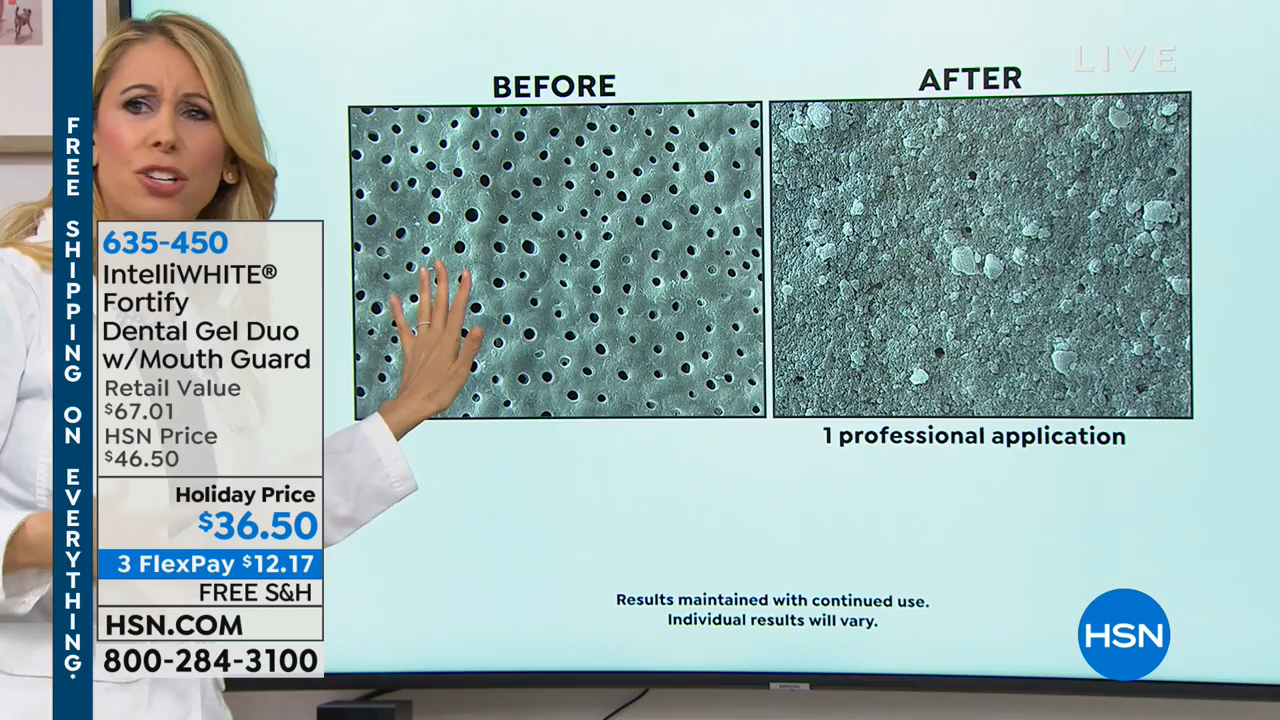 FREE SHIPPING ON EVERYTHING.*
635-450
IntelliWHITE®
Fortify
Dental Gel Duo
w/Mouth Guard
Retail Value
$67.01
HSN Price
$46.50
Holiday Price
$36.50
3 FlexPay $12.17
FREE S&H
HSN.COM
800-284-3100
LIVE
BEFORE
AFTER
1 professional application
Results maintained with continued use.
Individual results will vary.
HSN
SAMSUNG